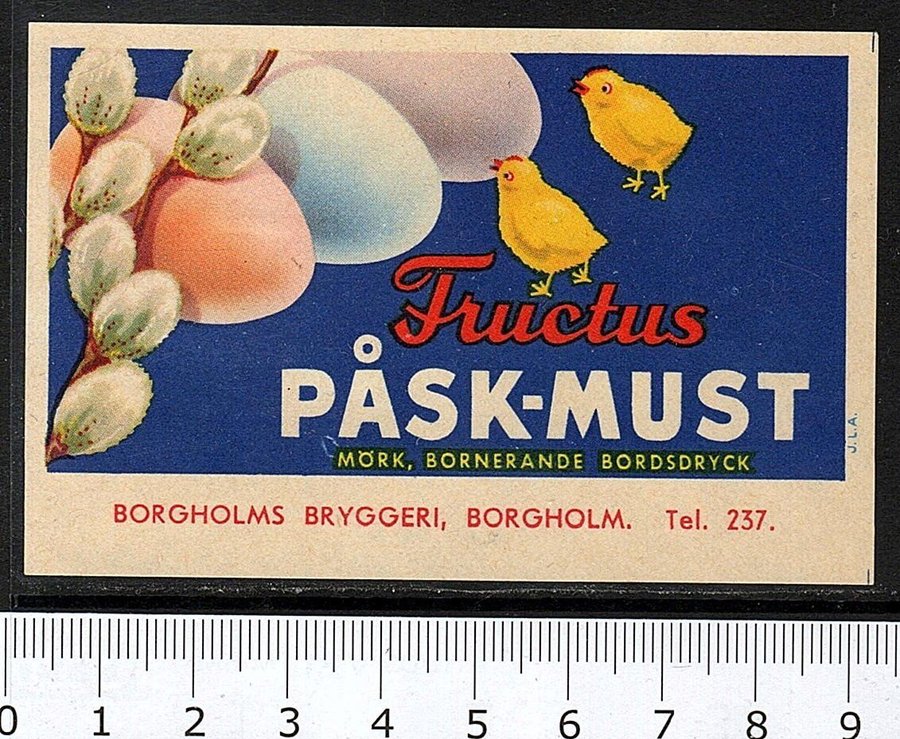 Fructus
PÅSK-MUST
MÖRK, BORNERANDE BORDSDRYCK
J.L.A.
BORGHOLMS BRYGGERI, BORGHOLM. Tel. 237.
0 1 2 3 4 5 6 7 8 9